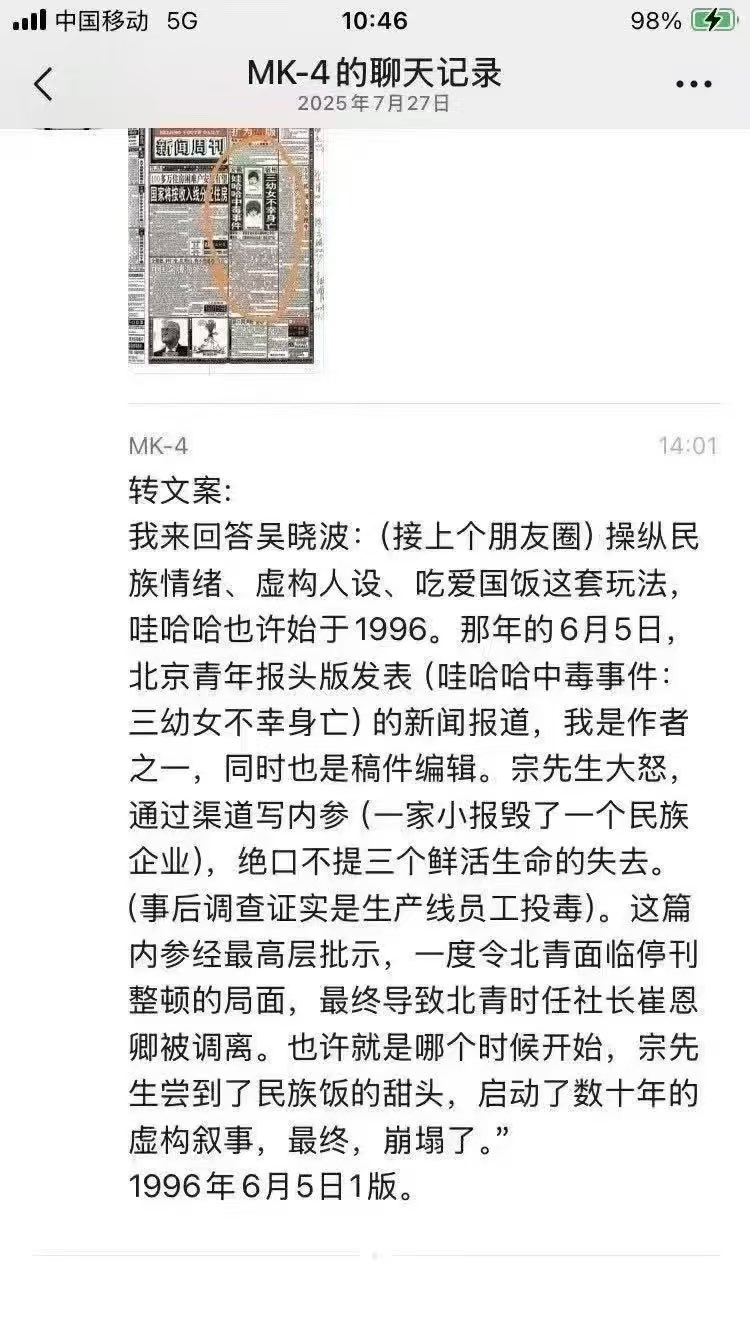 中国移动 5G 10:46 98%
MK-4的聊天记录
2025年7月27日
BEIJING YOUTH DAILY
新闻周刊
国家将按收入线分配住房
娃哈哈中毒事件
三幼女不幸身亡
MK-4 14:01
转文案:
我来回答吴晓波:(接上个朋友圈)操纵民
族情绪、虚构人设、吃爱国饭这套玩法，
哇哈哈也许始于1996。那年的6月5日，
北京青年报头版发表(哇哈哈中毒事件:
三幼女不幸身亡)的新闻报道，我是作者
之一，同时也是稿件编辑。宗先生大怒，
通过渠道写内参(一家小报毁了一个民族
企业)，绝口不提三个鲜活生命的失去。
(事后调查证实是生产线员工投毒)。这篇
内参经最高层批示，一度令北青面临停刊
整顿的局面，最终导致北青时任社长崔恩
卿被调离。也许就是哪个时候开始，宗先
生尝到了民族饭的甜头，启动了数十年的
虚构叙事，最终，崩塌了。”
1996年6月5日1版。